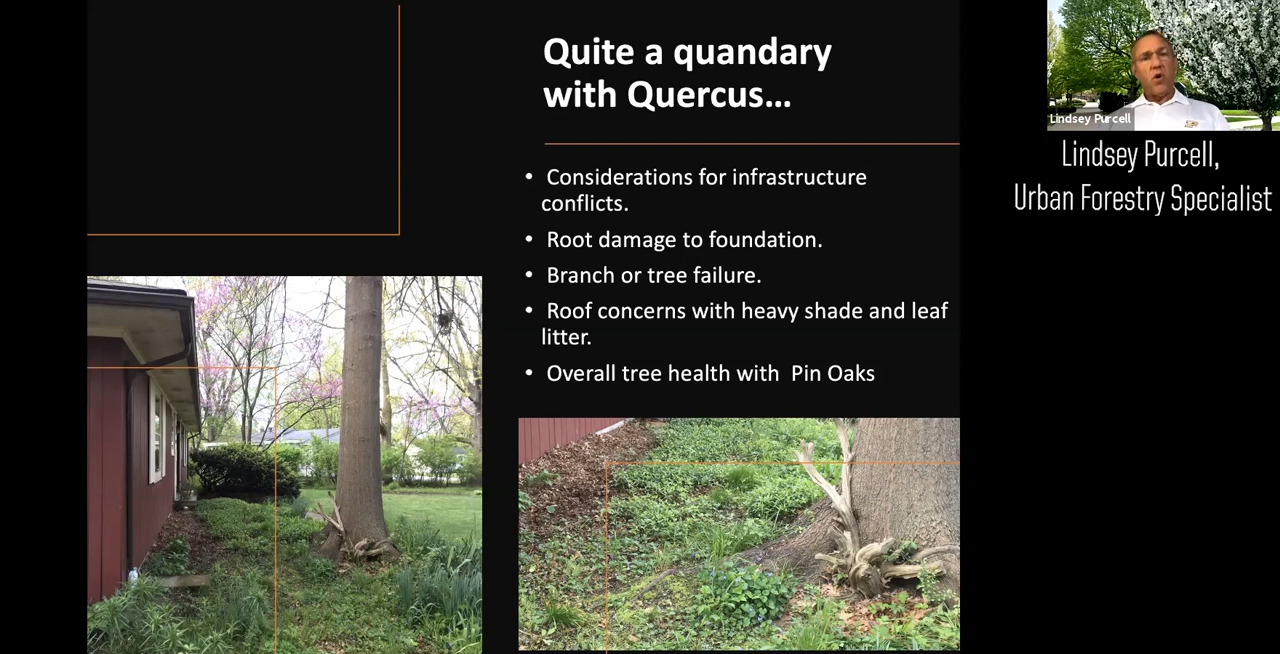 Quite a quandary
with Quercus...
• Considerations for infrastructure
conflicts.
• Root damage to foundation.
• Branch or tree failure.
• Roof concerns with heavy shade and leaf
litter.
• Overall tree health with Pin Oaks
Lindsey Purcell
Lindsey Purcell,
Urban Forestry Specialist